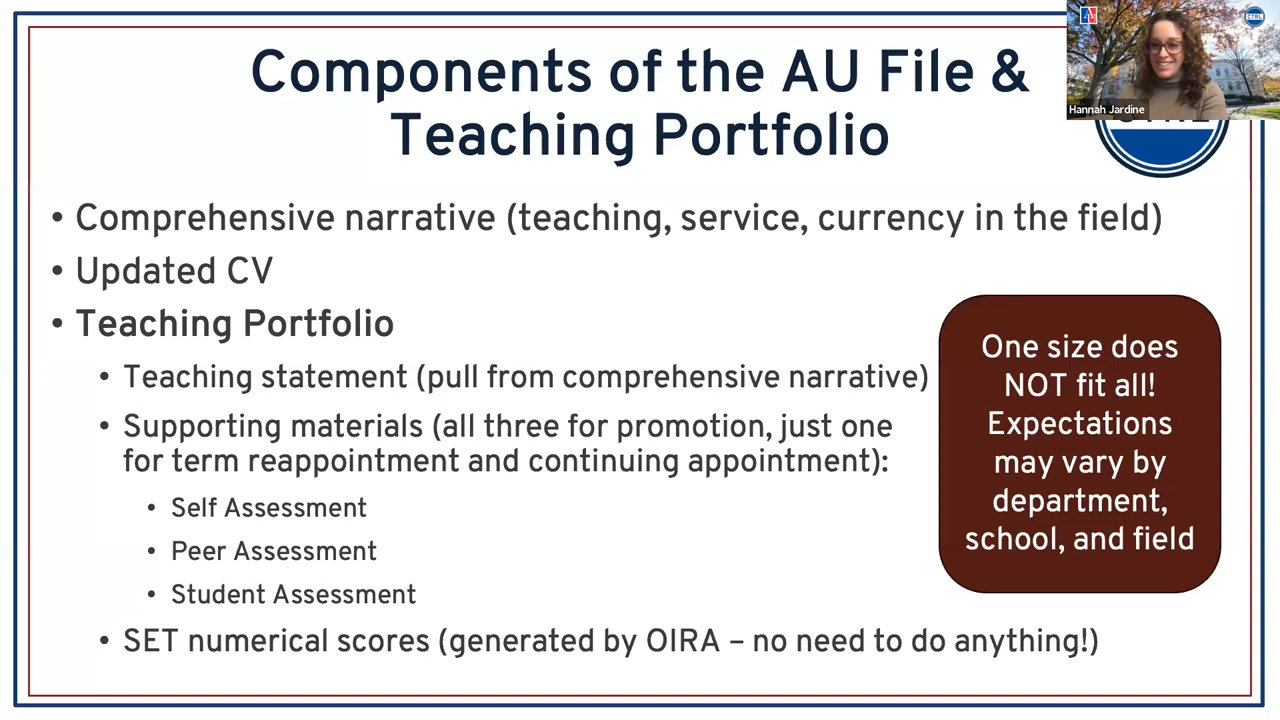 Components of the AU File &
Teaching Portfolio
Hannah Jardine
CTRL
• Comprehensive narrative (teaching, service, currency in the field)
• Updated CV
• Teaching Portfolio
• Teaching statement (pull from comprehensive narrative)
• Supporting materials (all three for promotion, just one
for term reappointment and continuing appointment):
• Self Assessment
• Peer Assessment
• Student Assessment
• SET numerical scores (generated by OIRA – no need to do anything!)
One size does
NOT fit all!
Expectations
may vary by
department,
school, and field